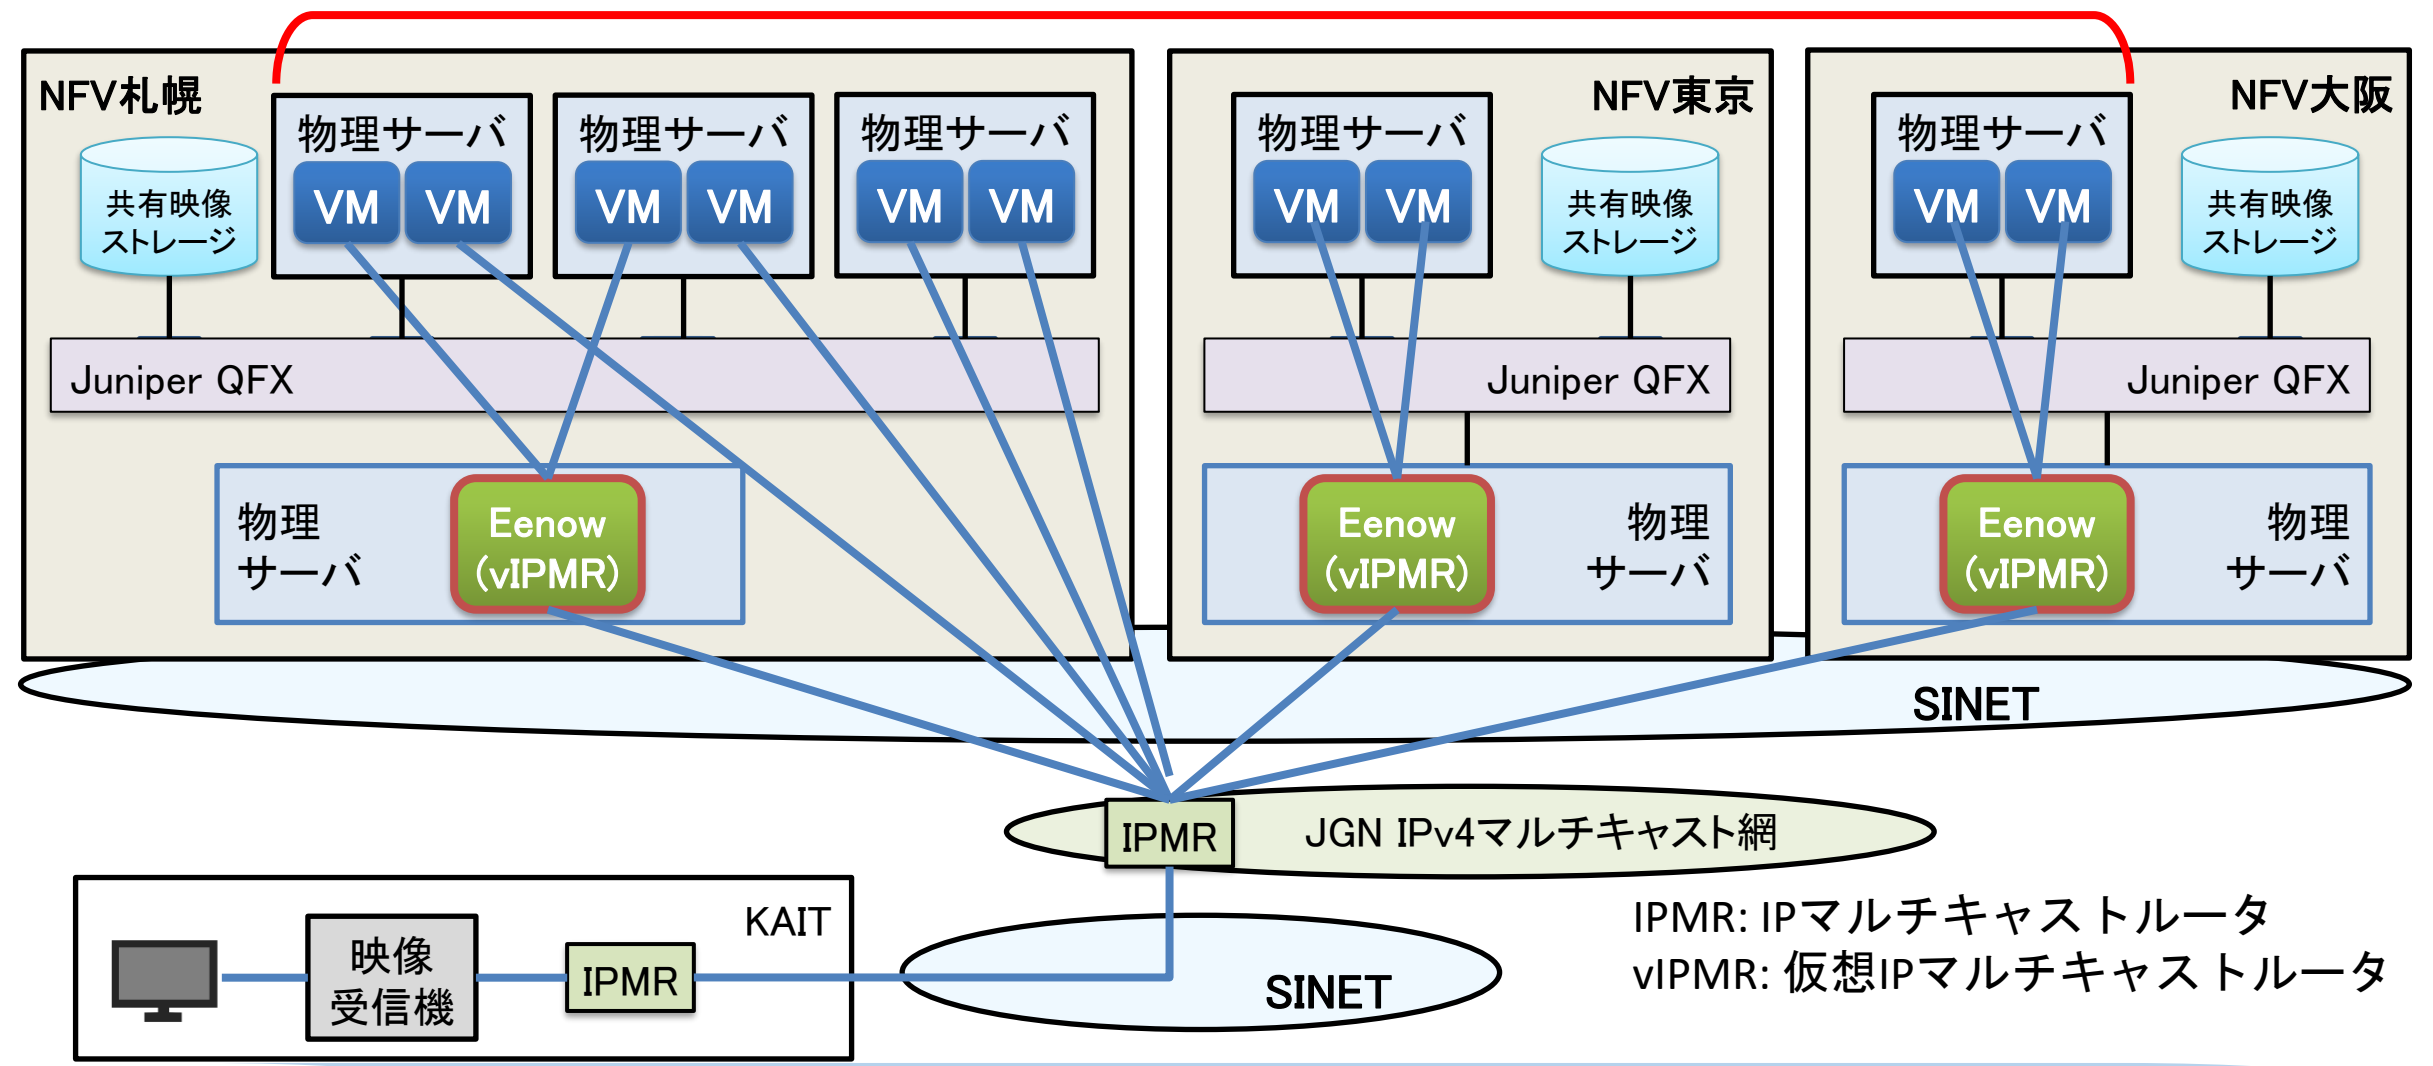 NFV札幌
物理サーバ
VM
VM
物理サーバ
VM
VM
物理サーバ
VM
VM
共有映像
ストレージ
Juniper QFX
物理
サーバ
Eenow
(vIPMR)
NFV東京
物理サーバ
VM
VM
共有映像
ストレージ
Juniper QFX
Eenow
(vIPMR)
物理
サーバ
NFV大阪
物理サーバ
VM
VM
共有映像
ストレージ
Juniper QFX
Eenow
(vIPMR)
物理
サーバ
SINET
IPMR
JGN IPv4マルチキャスト網
KAIT
映像
受信機
IPMR
SINET
IPMR: IPマルチキャストルータ
vIPMR: 仮想IPマルチキャストルータ